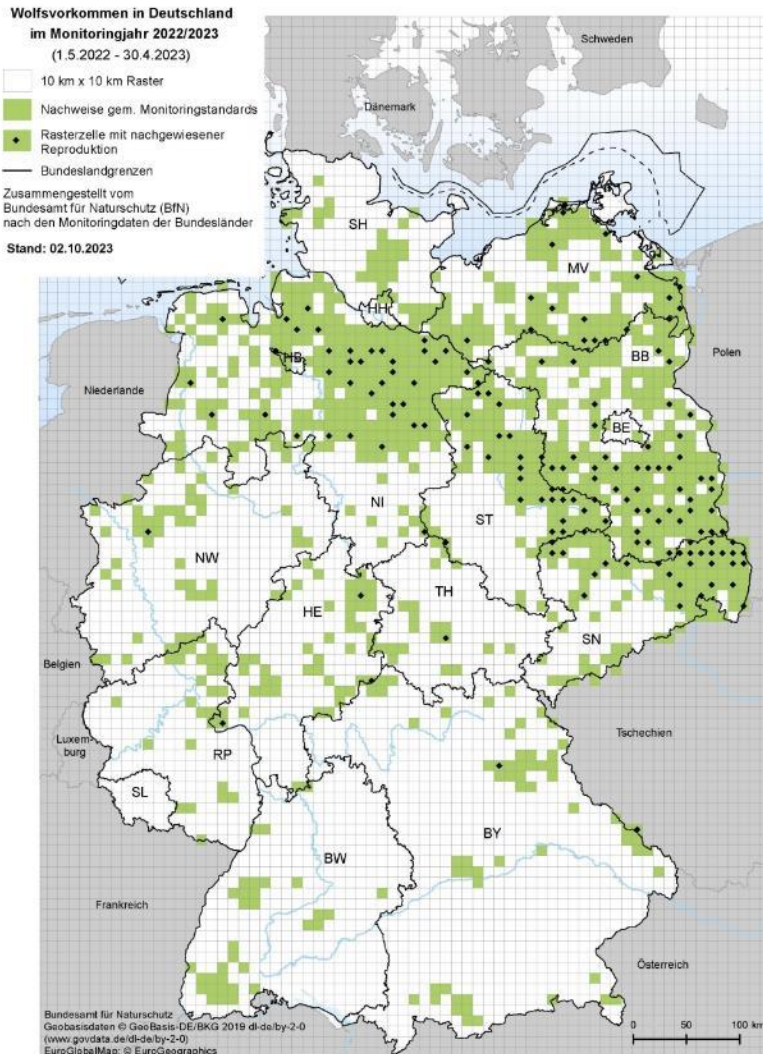 Wolfsvorkommen in Deutschland
im Monitoringjahr 2022/2023
(1.5.2022 - 30.4.2023)
10 km x 10 km Raster
Nachweise gem. Monitoringstandards
Rasterzelle mit nachgewiesener
Reproduktion
Bundeslandgrenzen
Zusammengestellt vom
Bundesamt für Naturschutz (BfN)
nach den Monitoringdaten der Bundesländer
Stand: 02.10.2023
Schweden
Dänemark
SH
MV
HH
HB
BB
Polen
Niederlande
BE
NI
ST
NW
TH
HE
SN
Belgien
Luxem-
burg
Tschechien
RP
SL
BY
BW
Frankreich
Österreich
Bundesamt für Naturschutz
Geobasisdaten © GeoBasis-DE/BKG 2019 dl-de/by-2-0
(www.govdata.de/dl-de/by-2-0)
EuroGlobalMap: © EuroGeographics
0 50 100 km